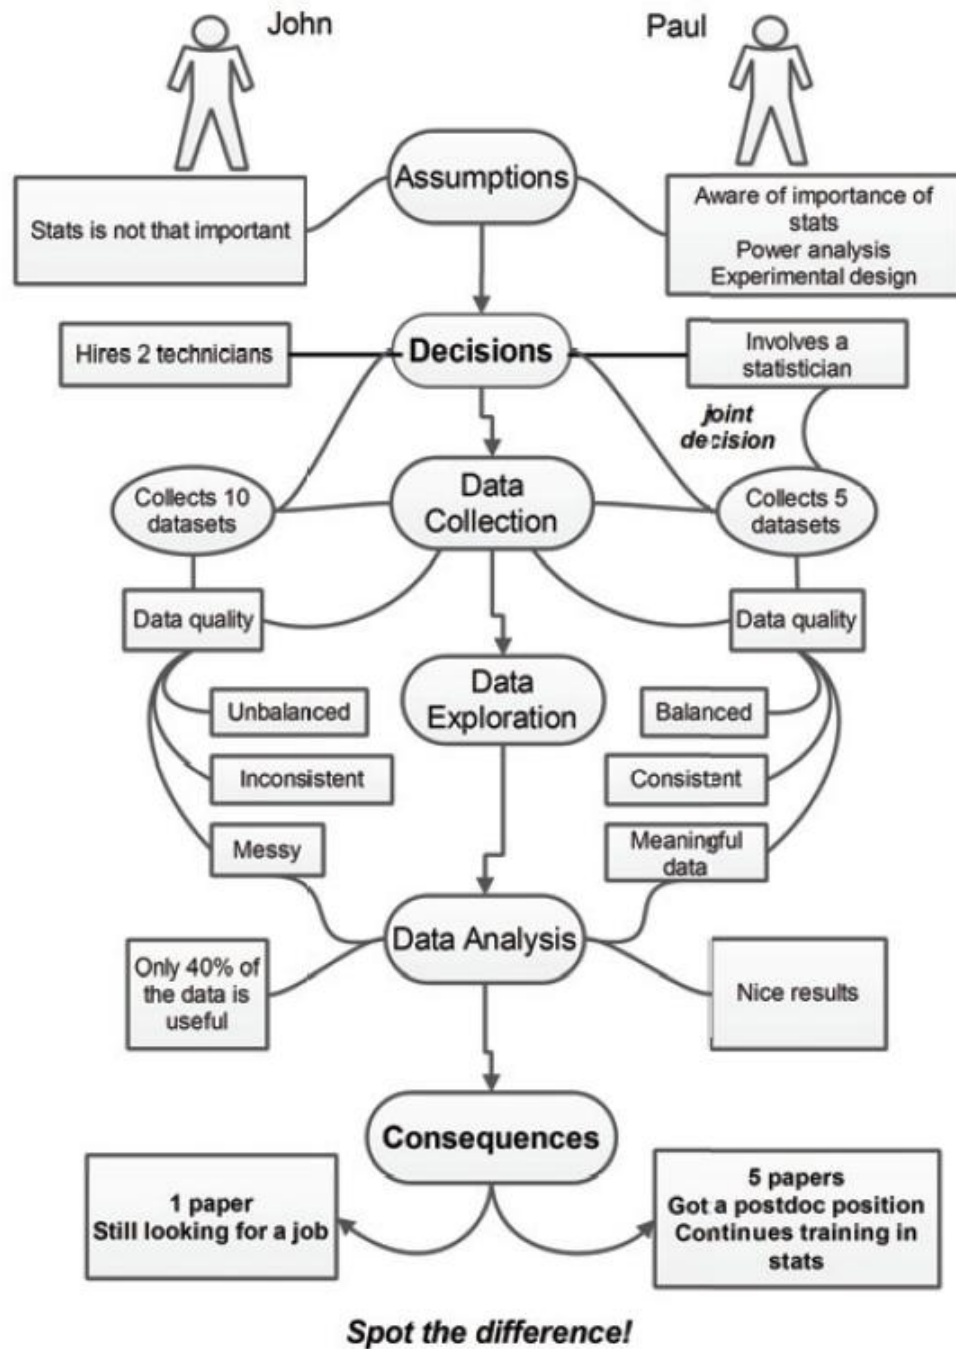 John
Paul
Assumptions
Stats is not that important
Aware of importance of
stats
Power analysis
Experimental design
Hires 2 technicians
Decisions
Involves a
statistician
joint
decision
Collects 10
datasets
Data
Collection
Collects 5
datasets
Data quality
Data quality
Data
Exploration
Unbalanced
Balanced
Inconsistent
Consistent
Messy
Meaningful
data
Data Analysis
Only 40% of
the data is
useful
Nice results
Consequences
1 paper
Still looking for a job
5 papers
Got a postdoc position
Continues training in
stats
Spot the difference!